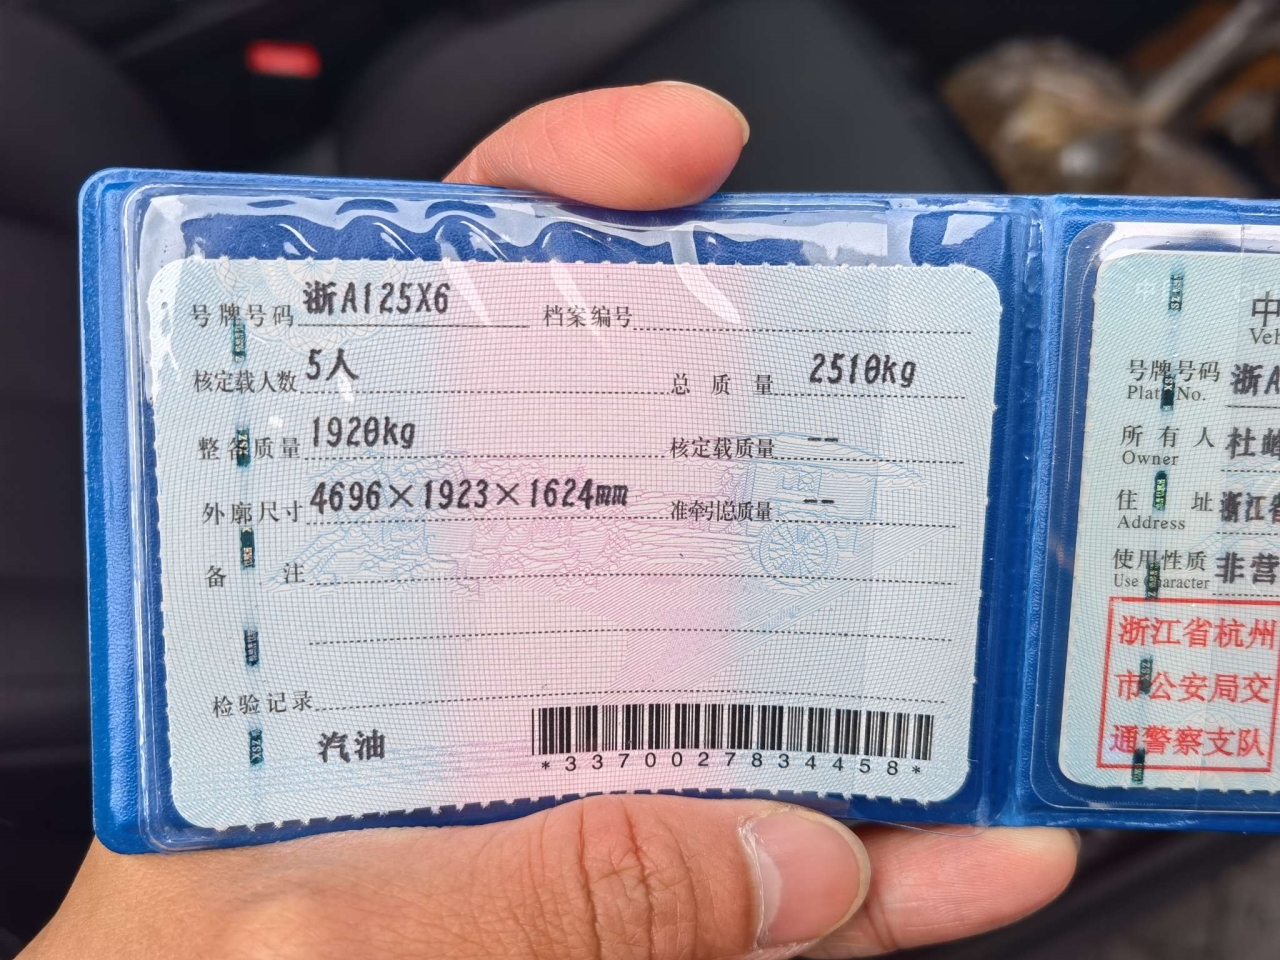 号牌号码 浙A125X6 档案编号
核定载人数 5人 总质量 2510kg
整备质量 1920kg 核定载质量 --
外廓尺寸 4696×1923×1624mm 准牵引总质量 --
备注
检验记录
汽油
*3370027834458*
中
Veh
号牌号码 浙A
Plate No.
所有人 杜
Owner
住址 浙江省
Address
使用性质 非营
Use Character
浙江省杭州
市公安局交
通警察支队